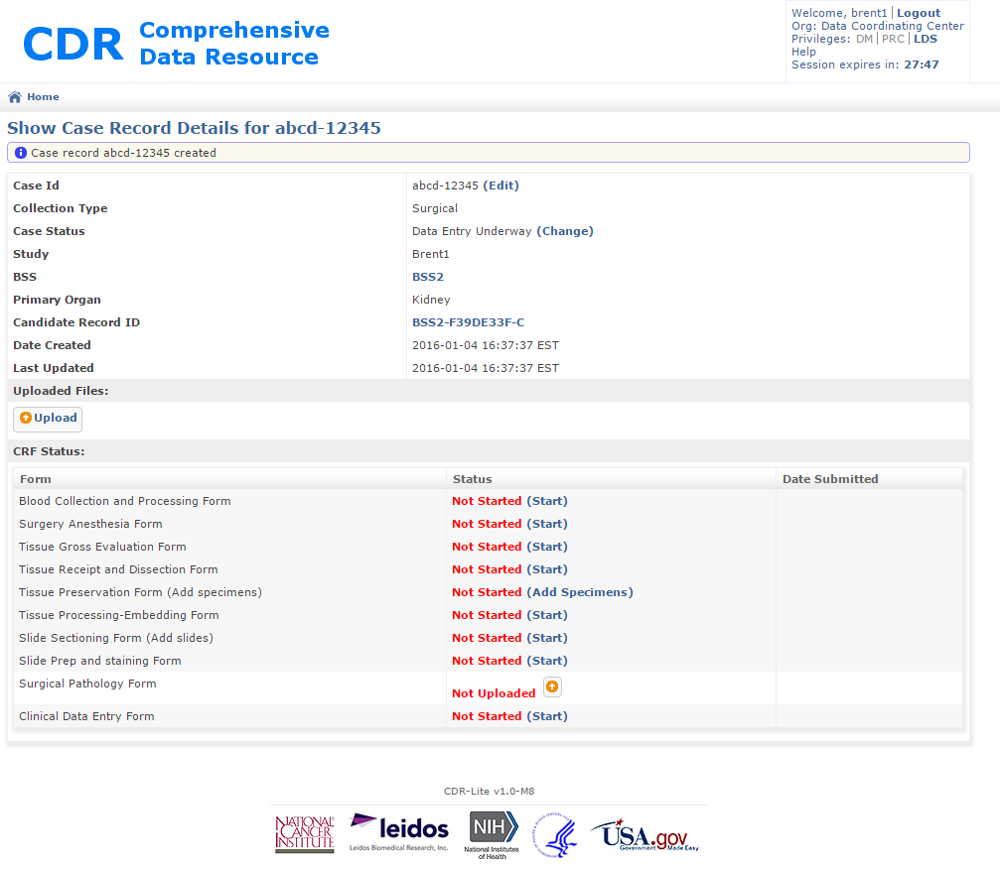 CDR Comprehensive
Data Resource
Welcome, brent1 | Logout
Org: Data Coordinating Center
Privileges: DM | PRC | LDS
Help
Session expires in: 27:47
Home
Show Case Record Details for abcd-12345
Case record abcd-12345 created
Case Id abcd-12345 (Edit)
Collection Type Surgical
Case Status Data Entry Underway (Change)
Study Brent1
BSS BSS2
Primary Organ Kidney
Candidate Record ID BSS2-F39DE33F-C
Date Created 2016-01-04 16:37:37 EST
Last Updated 2016-01-04 16:37:37 EST
Uploaded Files:
Upload
CRF Status:
Form Status Date Submitted
Blood Collection and Processing Form Not Started (Start)
Surgery Anesthesia Form Not Started (Start)
Tissue Gross Evaluation Form Not Started (Start)
Tissue Receipt and Dissection Form Not Started (Start)
Tissue Preservation Form (Add specimens) Not Started (Add Specimens)
Tissue Processing-Embedding Form Not Started (Start)
Slide Sectioning Form (Add slides) Not Started (Start)
Slide Prep and staining Form Not Started (Start)
Surgical Pathology Form Not Uploaded
Clinical Data Entry Form Not Started (Start)
CDR-Lite v1.0-M8
NATIONAL
CANCER
INSTITUTE
leidos
Leidos Biomedical Research, Inc.
NIH
National Institutes
of Health
USA.gov
Government Made Easy